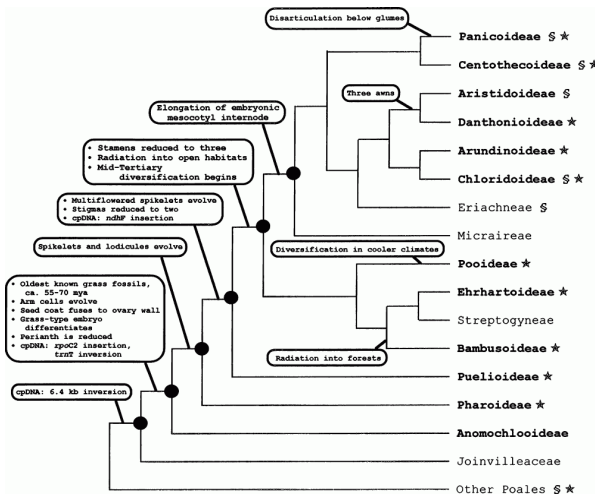 Disarticulation below glumes
Panicoideae § ★
Centothecoideae § ★
Three awns
Aristidoideae §
Danthonioideae ★
Elongation of embryonic
mesocotyl internode
Arundinoideae ★
Chloridoideae § ★
• Stamens reduced to three
• Radiation into open habitats
• Mid-Tertiary
diversification begins
Eriachneae §
• Multiflowered spikelets evolve
• Stigmas reduced to two
• cpDNA: ndhF insertion
Micraireae
Spikelets and lodicules evolve
Diversification in cooler climates
Pooideae ★
• Oldest known grass fossils,
ca. 55-70 mya
• Arm cells evolve
• Seed coat fuses to ovary wall
• Grass-type embryo
differentiates
• Perianth is reduced
• cpDNA: rpoC2 insertion,
trnT inversion
Ehrhartoideae ★
Streptogyneae
Bambusoideae ★
Radiation into forests
Puelioideae ★
cpDNA: 6.4 kb inversion
Pharoideae ★
Anomochlooideae
Joinvilleaceae
Other Poales § ★